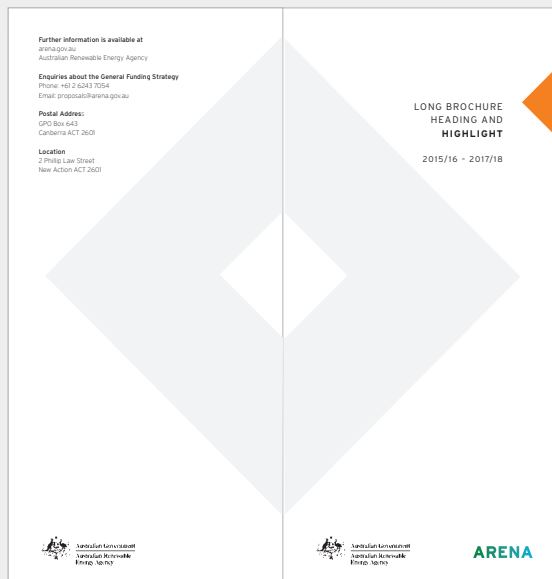 Further information is available at
arena.gov.au
Australian Renewable Energy Agency
Enquiries about the General Funding Strategy
Phone: +61 2 6243 7054
Email: proposals@arena.gov.au
Postal Addres:
GPO Box 643
Canberra ACT 2601
Location
2 Phillip Law Street
New Action ACT 2601
Australian Government
Australian Renewable
Energy Agency
LONG BROCHURE
HEADING AND
HIGHLIGHT
2015/16 - 2017/18
Australian Government
Australian Renewable
Energy Agency
ARENA